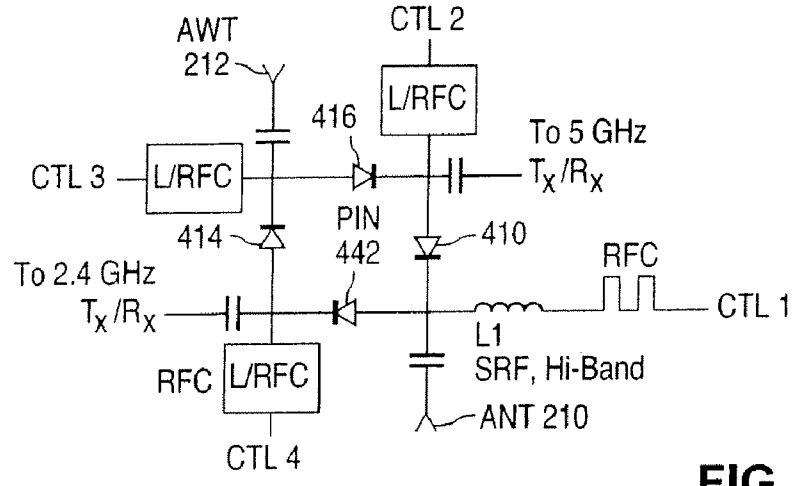 AWT
212
CTL 2
L/RFC
416
To 5 GHz
TX/RX
CTL 3
L/RFC
414
PIN
442
410
To 2.4 GHz
TX/RX
RFC
CTL 1
L1
SRF, Hi-Band
RFC
L/RFC
ANT 210
CTL 4
FIG